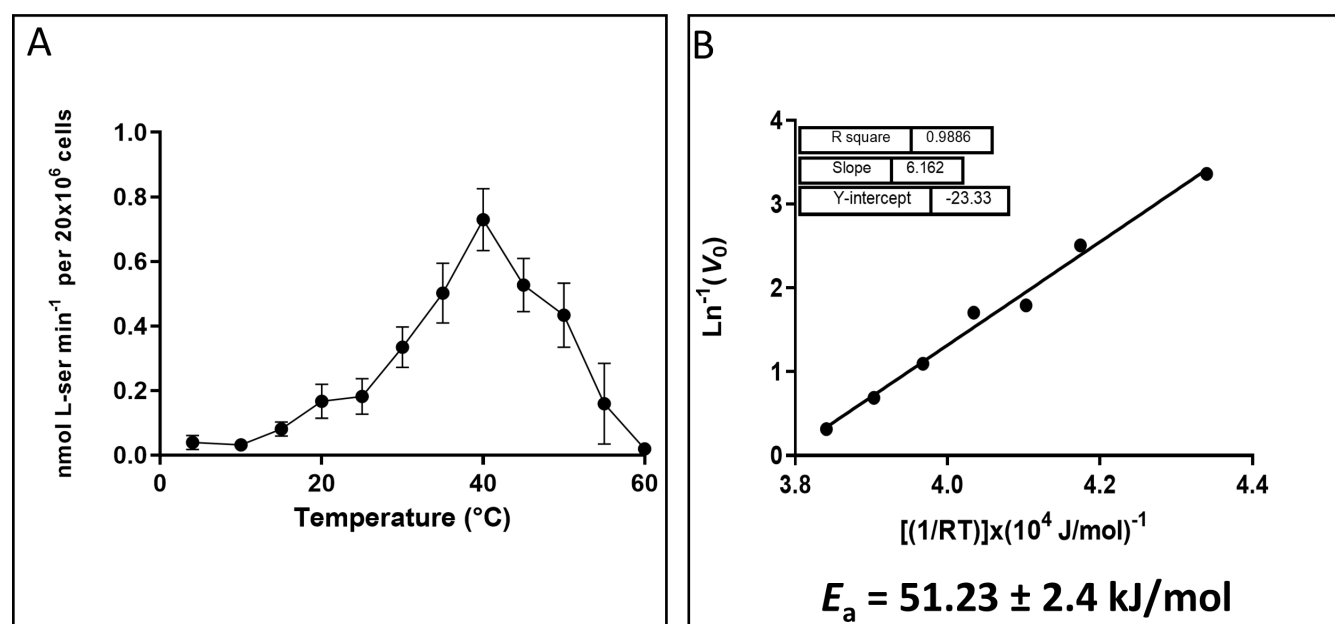 A
nmol L-ser min⁻¹ per 20x10⁶ cells
1.0
0.8
0.6
0.4
0.2
0.0
0 20 40 60
Temperature (°C)
B
Ln⁻¹(V₀)
4
3
2
1
0
R square 0.9886
Slope 6.162
Y-intercept -23.33
3.8 4.0 4.2 4.4
[(1/RT)]x(10⁴ J/mol)⁻¹
Eₐ = 51.23 ± 2.4 kJ/mol